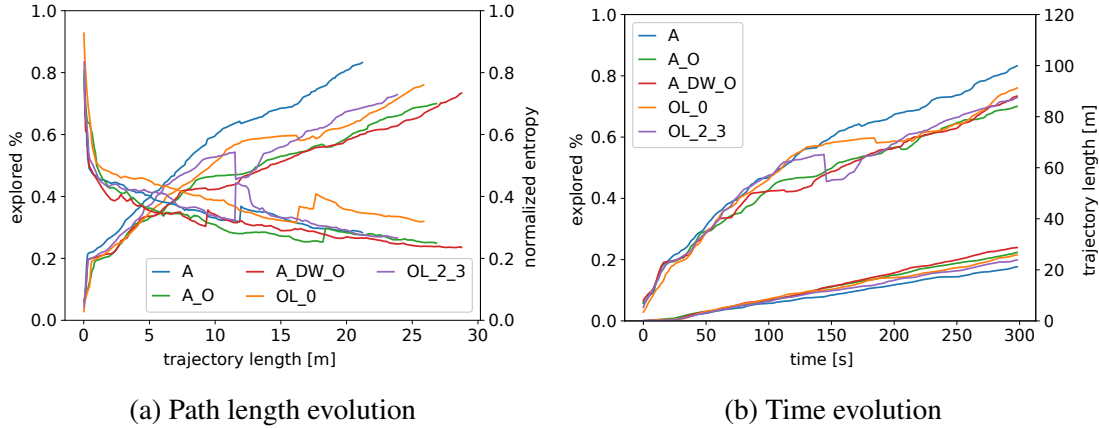 1.0
0.8
0.6
0.4
0.2
0.0
explored %
0 5 10 15 20 25 30
trajectory length [m]
1.0
0.8
0.6
0.4
0.2
0.0
normalized entropy
A A_DW_O OL_2_3
A_O OL_0
(a) Path length evolution
1.0
0.8
0.6
0.4
0.2
0.0
explored %
0 50 100 150 200 250 300
time [s]
120
100
80
60
40
20
0
trajectory length [m]
A
A_O
A_DW_O
OL_0
OL_2_3
(b) Time evolution